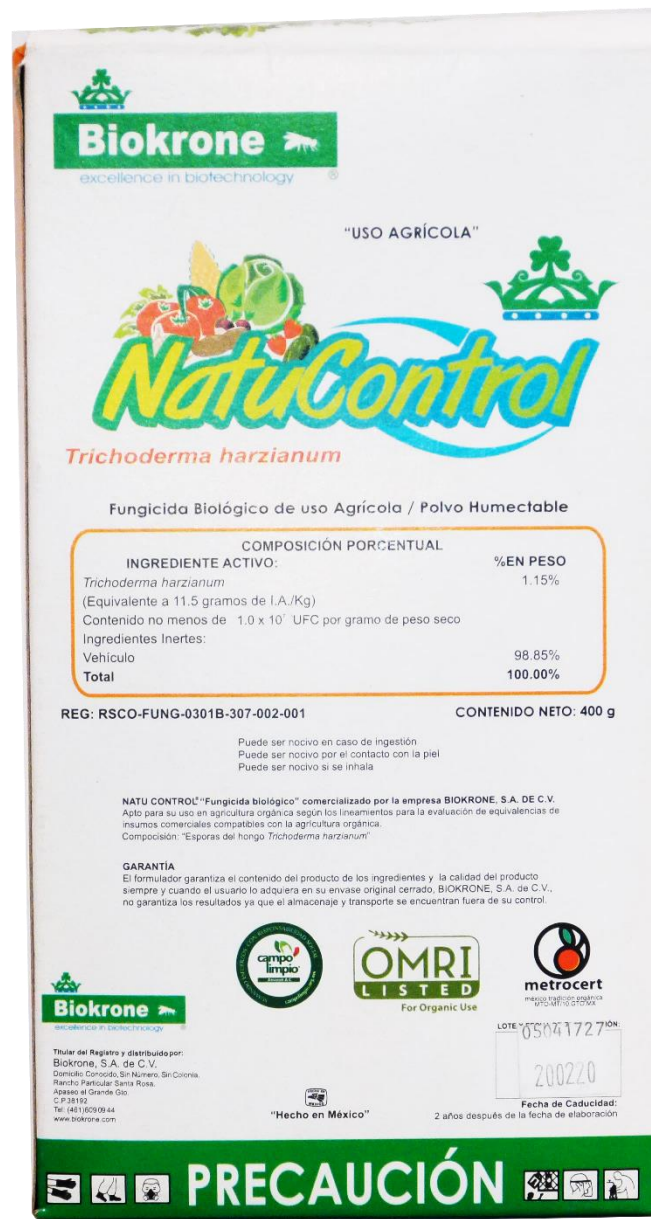 Biokrone
excellence in biotechnology ®
"USO AGRÍCOLA"
NatuControl
Trichoderma harzianum
Fungicida Biológico de uso Agrícola / Polvo Humectable
COMPOSICIÓN PORCENTUAL
INGREDIENTE ACTIVO: %EN PESO
Trichoderma harzianum 1.15%
(Equivalente a 11.5 gramos de I.A./Kg)
Contenido no menos de 1.0 x 10⁷ UFC por gramo de peso seco
Ingredientes Inertes:
Vehículo 98.85%
Total 100.00%
REG: RSCO-FUNG-0301B-307-002-001 CONTENIDO NETO: 400 g
Puede ser nocivo en caso de ingestión
Puede ser nocivo por el contacto con la piel
Puede ser nocivo si se inhala
NATU CONTROL® "Fungicida biológico" comercializado por la empresa BIOKRONE, S.A. DE C.V.
Apto para su uso en agricultura orgánica según los lineamientos para la evaluación de equivalencias de
insumos comerciales compatibles con la agricultura orgánica.
Composición: "Esporas del hongo Trichoderma harzianum"
GARANTÍA
El formulador garantiza el contenido del producto de los ingredientes y la calidad del producto
siempre y cuando el usuario lo adquiera en su envase original cerrado, BIOKRONE, S.A. de C.V.,
no garantiza los resultados ya que el almacenaje y transporte se encuentran fuera de su control.
campo
limpio
OMRI
LISTED
For Organic Use
metrocert
méxico tradición orgánica
Biokrone
excellence in biotechnology
Titular del Registro y distribuido por:
Biokrone, S.A. de C.V.
Domicilio Conocido, Sin Número, Sin Colonia.
Rancho Particular Santa Rosa.
Apaseo el Grande Gto.
C.P.38192
Tel: (461)6090944
www.biokrone.com
"Hecho en México"
LOTE
05041727
200220
Fecha de Caducidad:
2 años después de la fecha de elaboración
PRECAUCIÓN